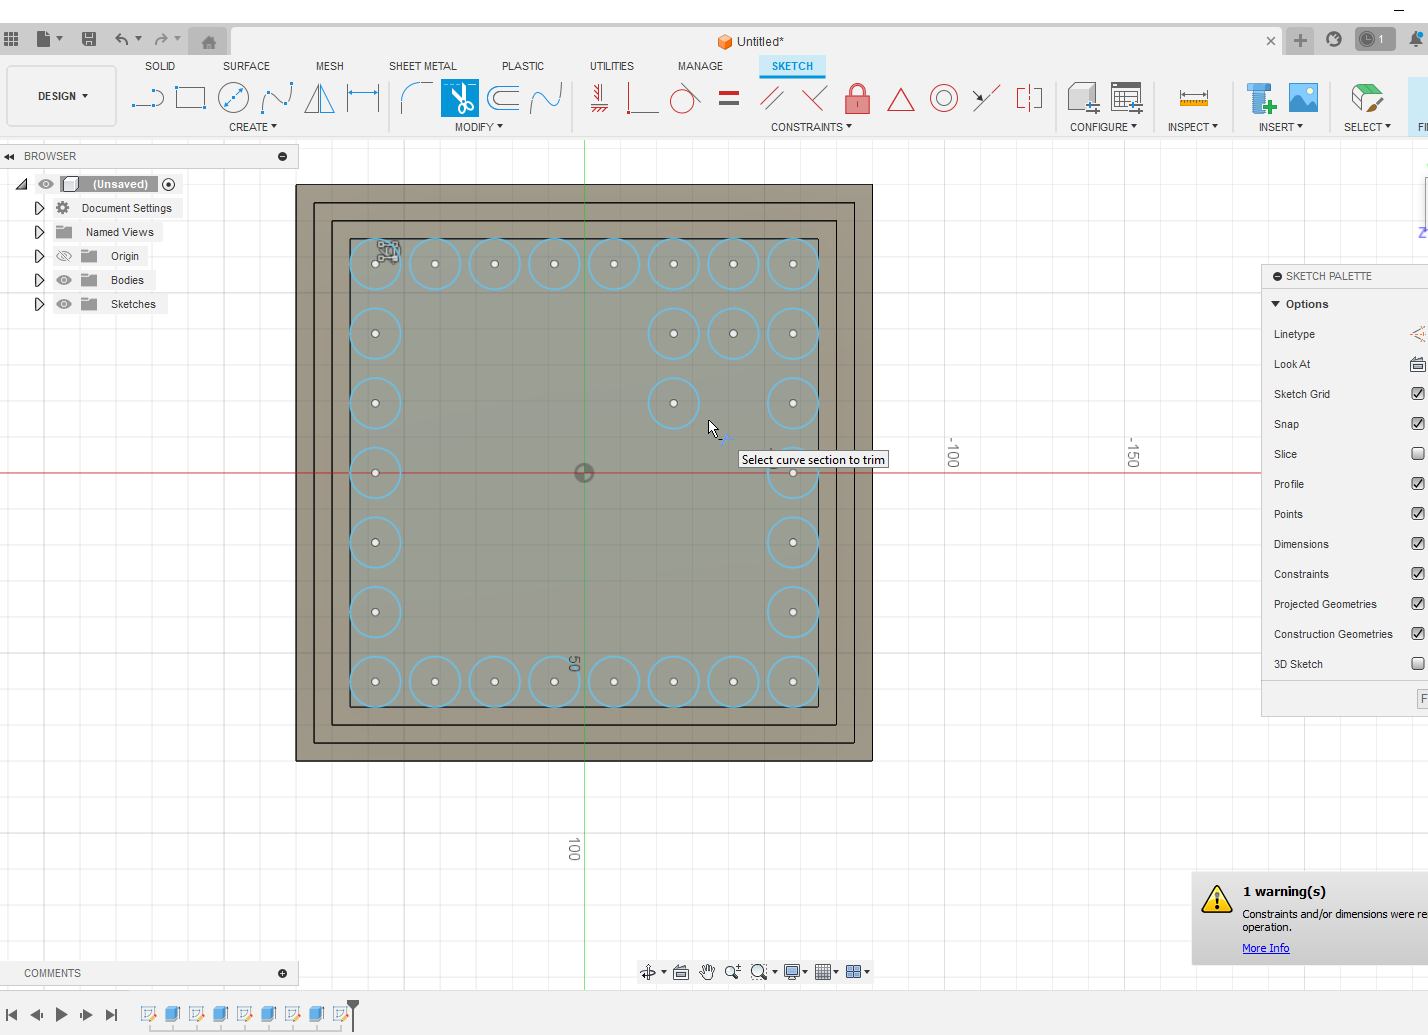 Untitled*
1
SOLID SURFACE MESH SHEET METAL PLASTIC UTILITIES MANAGE SKETCH
DESIGN
CREATE MODIFY CONSTRAINTS CONFIGURE INSPECT INSERT SELECT FI
BROWSER
(Unsaved)
Document Settings
Named Views
Origin
Bodies
Sketches
Z
SKETCH PALETTE
Options
Linetype
Look At
Sketch Grid
Snap
Slice
Profile
Points
Dimensions
Constraints
Projected Geometries
Construction Geometries
3D Sketch
F
-100
-150
Select curve section to trim
50
100
1 warning(s)
Constraints and/or dimensions were re
operation.
More Info
COMMENTS